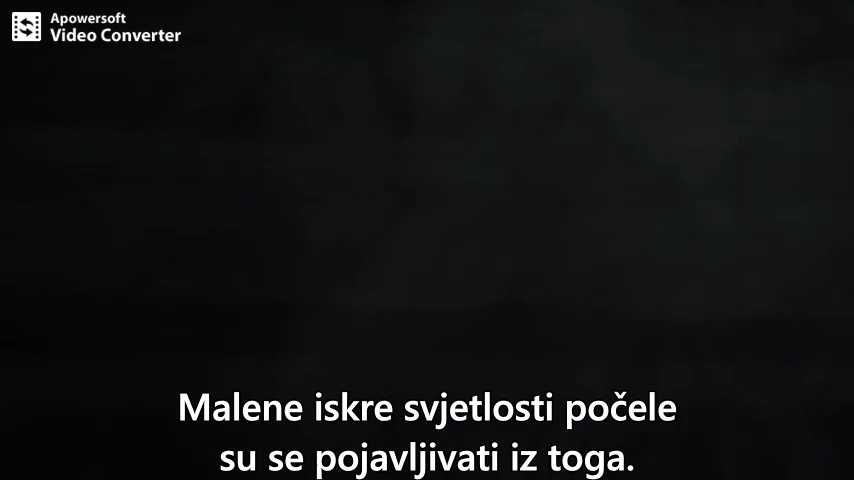 Apowersoft
Video Converter
Malene iskre svjetlosti počele
su se pojavljivati iz toga.